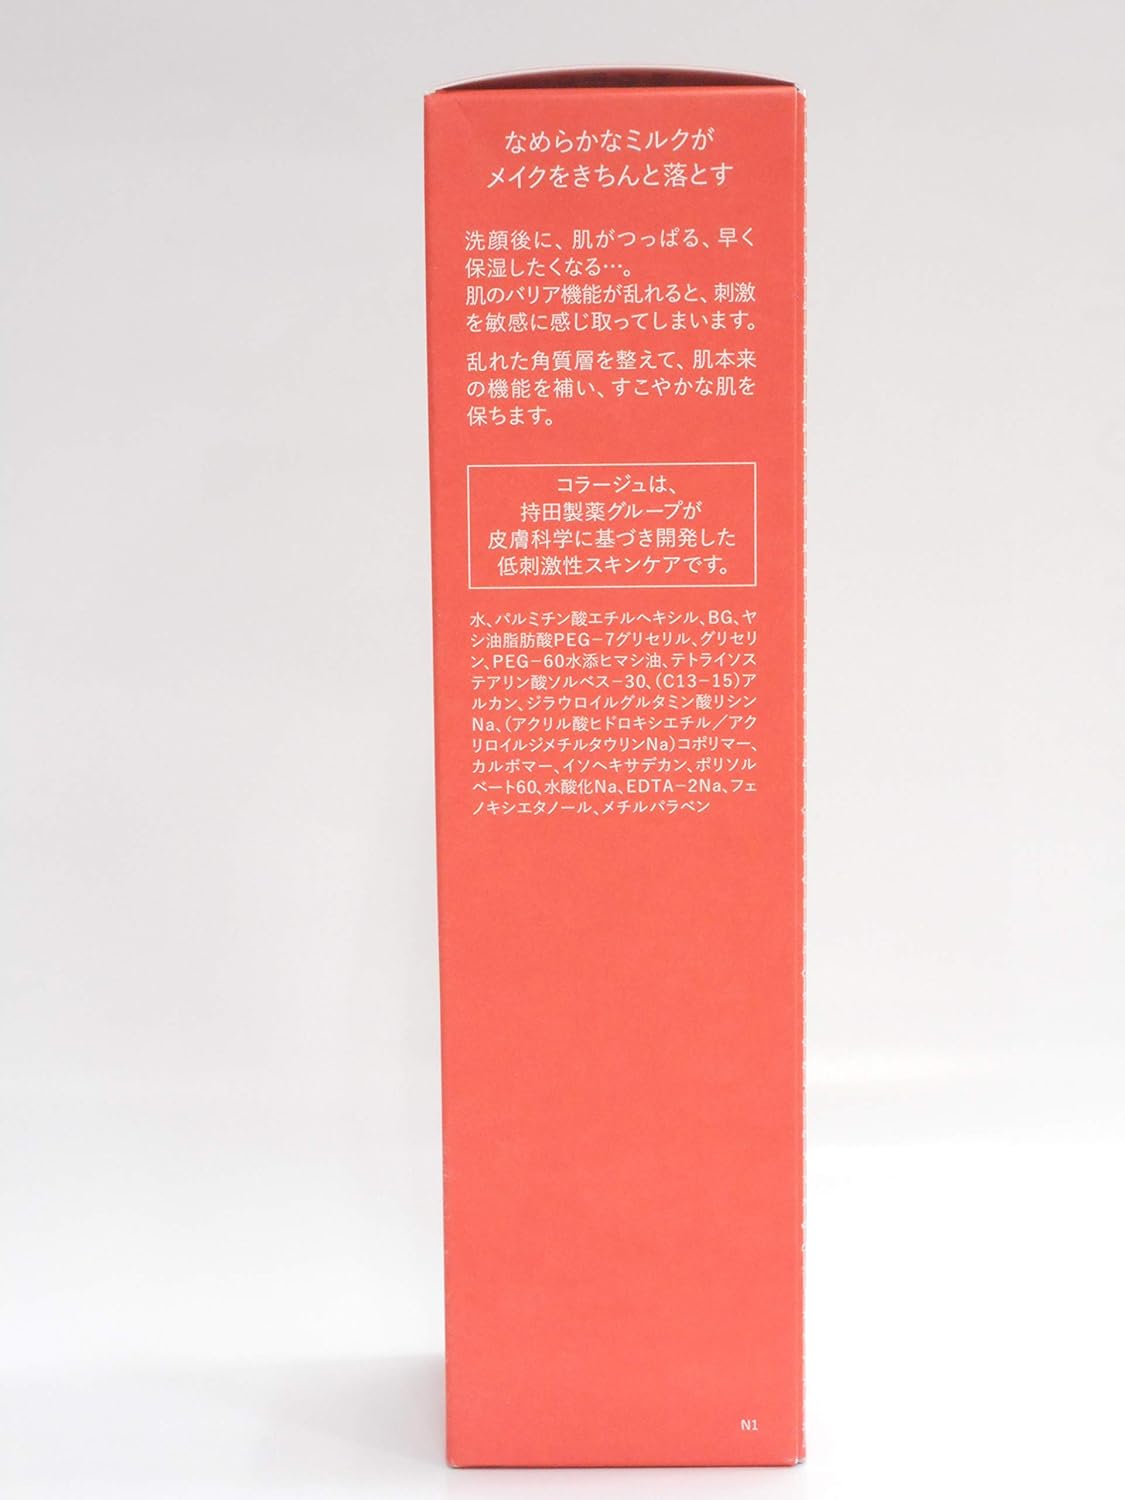 なめらかなミルクが
メイクをきちんと落とす
洗顔後に、肌がつっぱる、早く
保湿したくなる…。
肌のバリア機能が乱れると、刺激
を敏感に感じ取ってしまいます。
乱れた角質層を整えて、肌本来
の機能を補い、すこやかな肌を
保ちます。
コラージュは、
持田製薬グループが
皮膚科学に基づき開発した
低刺激性スキンケアです。
水、パルミチン酸エチルヘキシル、BG、ヤ
シ油脂肪酸PEG-7グリセリル、グリセリ
ン、PEG-60水添ヒマシ油、テトライソス
テアリン酸ソルベス-30、(C13-15)ア
ルカン、ジラウロイルグルタミン酸リシン
Na、(アクリル酸ヒドロキシエチル/アク
リロイルジメチルタウリンNa)コポリマー、
カルボマー、イソヘキサデカン、ポリソル
ベート60、水酸化Na、EDTA-2Na、フェ
ノキシエタノール、メチルパラベン
N1